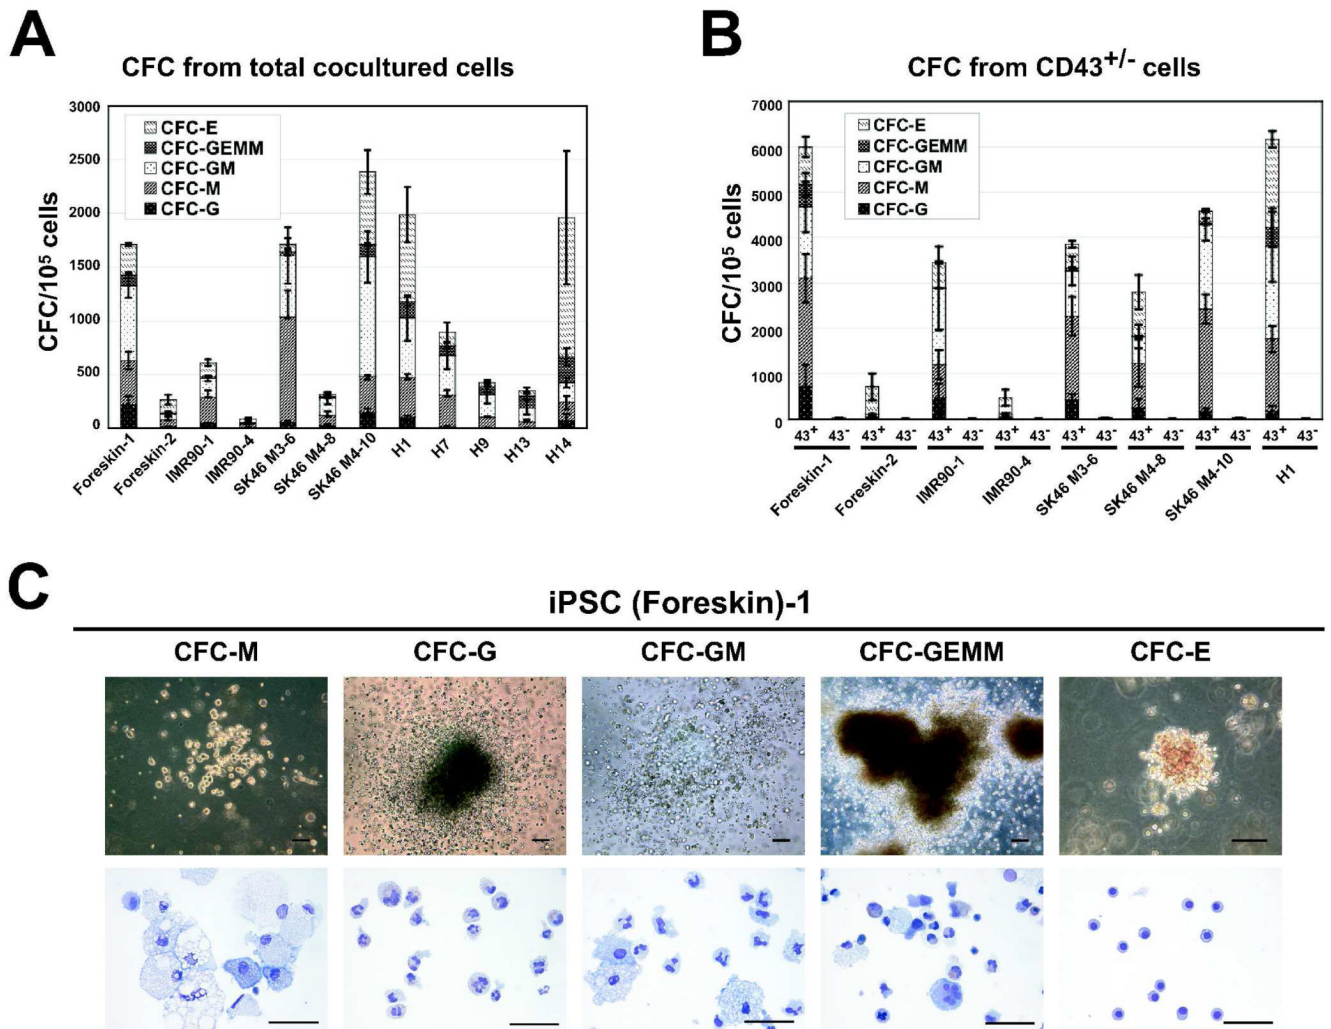 A
CFC from total cocultured cells
CFC/10⁵ cells
3000
2500
2000
1500
1000
500
0
CFC-E
CFC-GEMM
CFC-GM
CFC-M
CFC-G
Foreskin-1
Foreskin-2
IMR90-1
IMR90-4
SK46 M3-6
SK46 M4-8
SK46 M4-10
H1
H7
H9
H13
H14
B
CFC from CD43⁺/⁻ cells
CFC/10⁵ cells
7000
6000
5000
4000
3000
2000
1000
0
CFC-E
CFC-GEMM
CFC-GM
CFC-M
CFC-G
43⁺ 43⁻ 43⁺ 43⁻ 43⁺ 43⁻ 43⁺ 43⁻ 43⁺ 43⁻ 43⁺ 43⁻ 43⁺ 43⁻ 43⁺ 43⁻
Foreskin-1
Foreskin-2
IMR90-1
IMR90-4
SK46 M3-6
SK46 M4-8
SK46 M4-10
H1
C
iPSC (Foreskin)-1
CFC-M CFC-G CFC-GM CFC-GEMM CFC-E